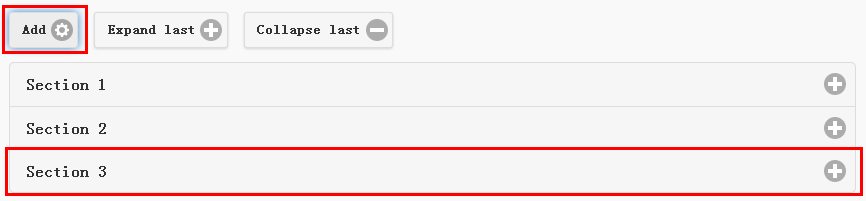 Add Expand last Collapse last
Section 1
Section 2
Section 3